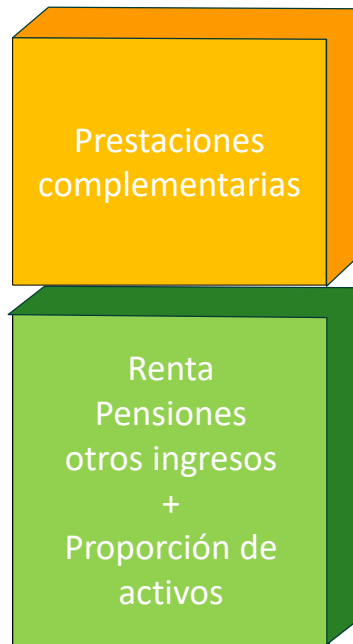 Prestaciones
complementarias
Renta
Pensiones
otros ingresos
+
Proporción de
activos